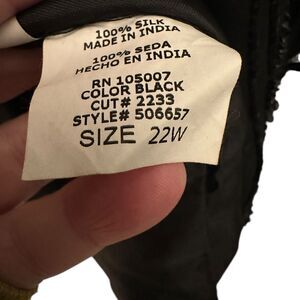 100% SILK
MADE IN INDIA
100% SEDA
HECHO EN INDIA
RN 105007
COLOR BLACK
CUT# 2233
STYLE# 506657
SIZE 22W